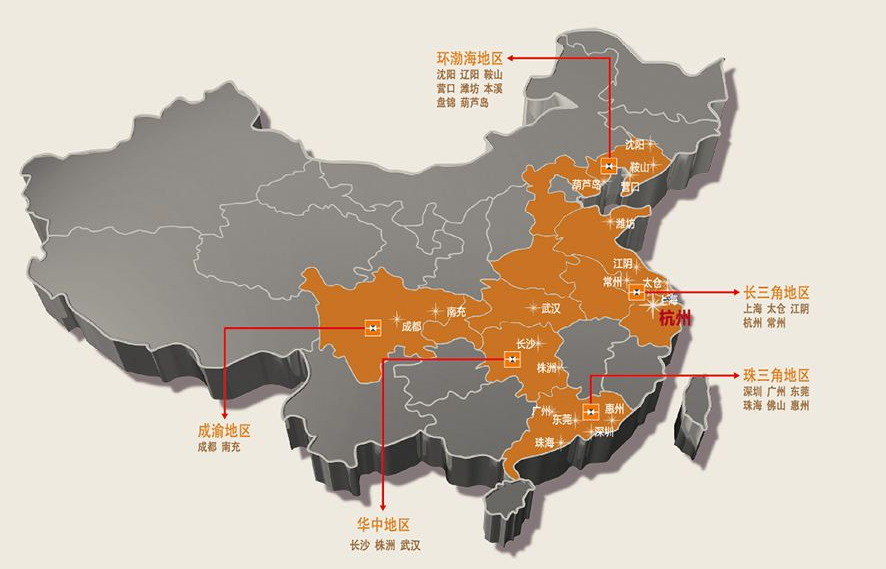 环渤海地区
沈阳 辽阳 鞍山
营口 潍坊 本溪
盘锦 葫芦岛
沈阳
鞍山
葫芦岛
营口
潍坊
江阴
常州
太仓
上海
杭州
长三角地区
上海 太仓 江阴
杭州 常州
南充
成都
武汉
长沙
株洲
珠三角地区
深圳 广州 东莞
珠海 佛山 惠州
广州
惠州
东莞
深圳
珠海
成渝地区
成都 南充
华中地区
长沙 株洲 武汉